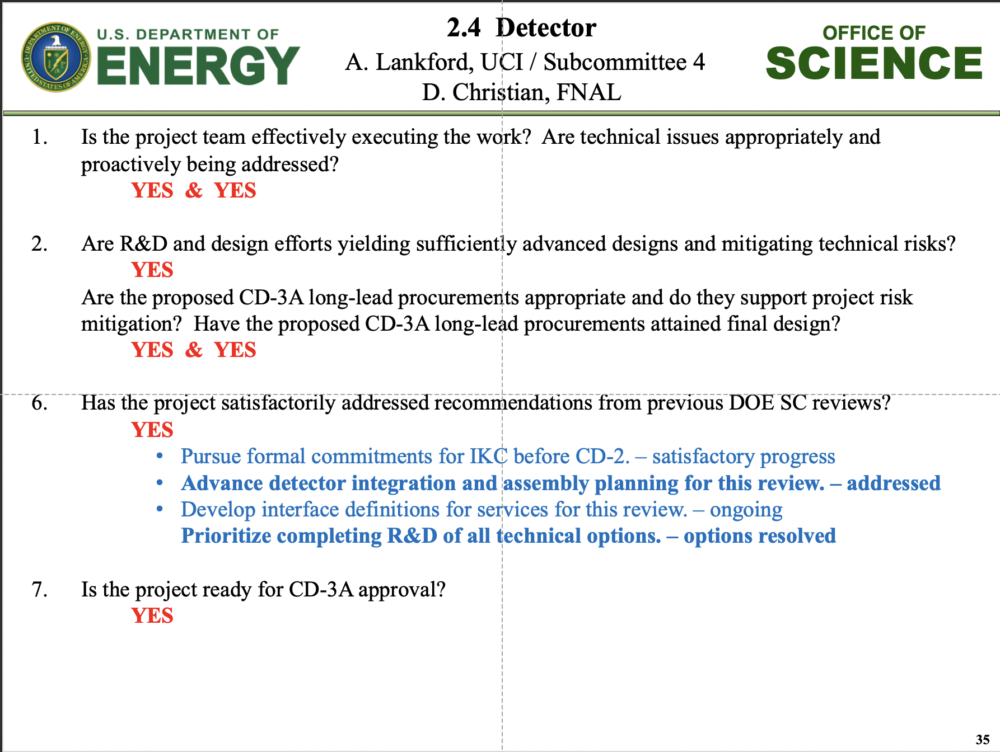 U.S. DEPARTMENT OF
ENERGY
DEPARTMENT OF ENERGY
UNITED STATES OF AMERICA
2.4 Detector
A. Lankford, UCI / Subcommittee 4
D. Christian, FNAL
OFFICE OF
SCIENCE
1. Is the project team effectively executing the work? Are technical issues appropriately and
proactively being addressed?
YES & YES
2. Are R&D and design efforts yielding sufficiently advanced designs and mitigating technical risks?
YES
Are the proposed CD-3A long-lead procurements appropriate and do they support project risk
mitigation? Have the proposed CD-3A long-lead procurements attained final design?
YES & YES
6. Has the project satisfactorily addressed recommendations from previous DOE SC reviews?
YES
• Pursue formal commitments for IKC before CD-2. – satisfactory progress
• Advance detector integration and assembly planning for this review. – addressed
• Develop interface definitions for services for this review. – ongoing
Prioritize completing R&D of all technical options. – options resolved
7. Is the project ready for CD-3A approval?
YES
35